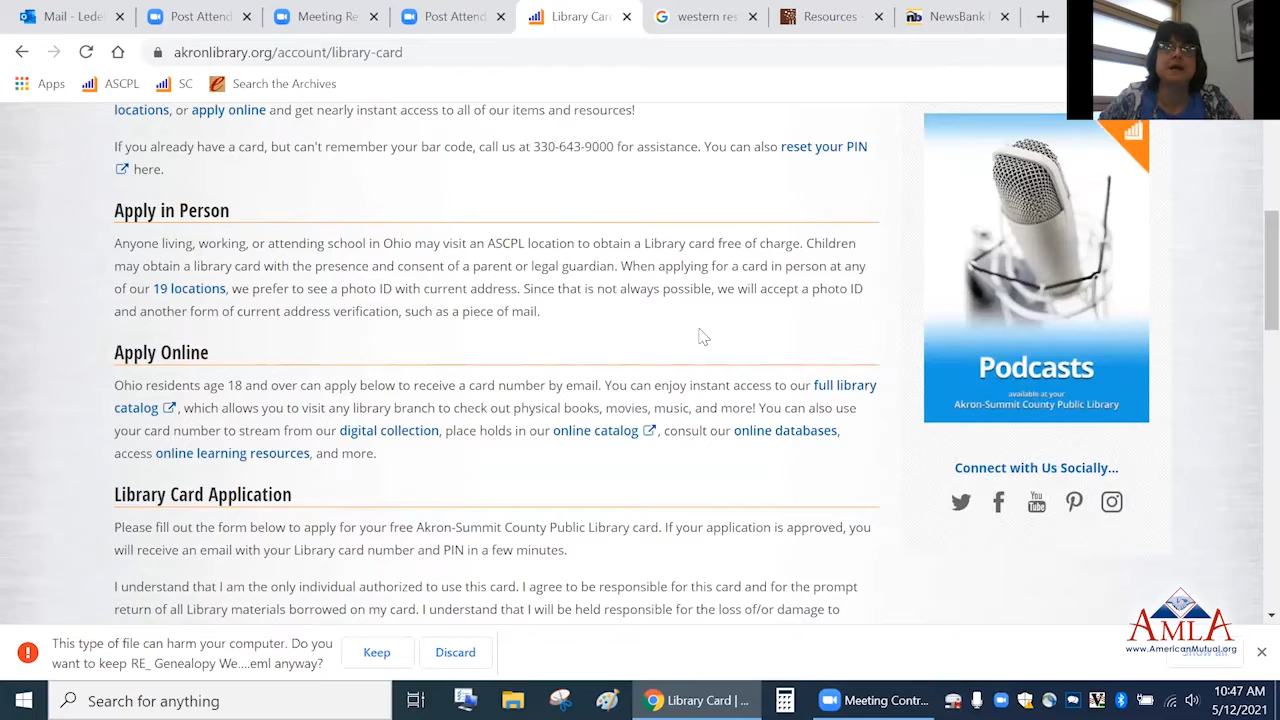 Mail - Lede
Post Attend
Meeting Re
Post Attend
Library Car
western res
Resources
NewsBank I
akronlibrary.org/account/library-card
Apps
ASCPL
SC
Search the Archives
locations, or apply online and get nearly instant access to all of our items and resources!
If you already have a card, but can't remember your barcode, call us at 330-643-9000 for assistance. You can also reset your PIN
here.
Apply in Person
Anyone living, working, or attending school in Ohio may visit an ASCPL location to obtain a Library card free of charge. Children
may obtain a library card with the presence and consent of a parent or legal guardian. When applying for a card in person at any
of our 19 locations, we prefer to see a photo ID with current address. Since that is not always possible, we will accept a photo ID
and another form of current address verification, such as a piece of mail.
Apply Online
Ohio residents age 18 and over can apply below to receive a card number by email. You can enjoy instant access to our full library
catalog , which allows you to visit any library branch to check out physical books, movies, music, and more! You can also use
your card number to stream from our digital collection, place holds in our online catalog , consult our online databases,
access online learning resources, and more.
Library Card Application
Please fill out the form below to apply for your free Akron-Summit County Public Library card. If your application is approved, you
will receive an email with your Library card number and PIN in a few minutes.
I understand that I am the only individual authorized to use this card. I agree to be responsible for this card and for the prompt
return of all Library materials borrowed on my card. I understand that I will be held responsible for the loss of/or damage to
Podcasts
available at your
Akron-Summit County Public Library
Connect with Us Socially...
You
Tube
AMLA
www.AmericanMutual.org
Show all
This type of file can harm your computer. Do you
want to keep RE_ Genealopy We....eml anyway?
Keep
Discard
Search for anything
Library Card | ...
Meeting Contr...
10:47 AM
5/12/2021